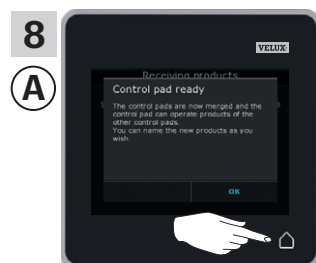 8
A
VELUX
Receiving products
Control pad ready
The control pads are now merged and the
control pad can operate products of the
other control pads.
You can name the new products as you
wish.
OK